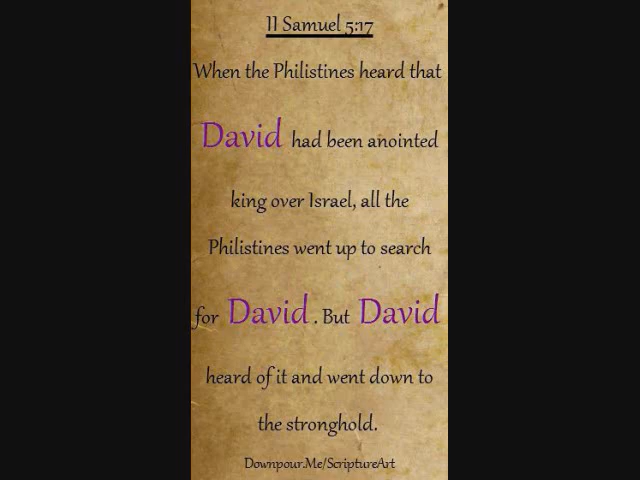 II Samuel 5:17
When the Philistines heard that
David had been anointed
king over Israel, all the
Philistines went up to search
for David. But David
heard of it and went down to
the stronghold.
Downpour.Me/ScriptureArt